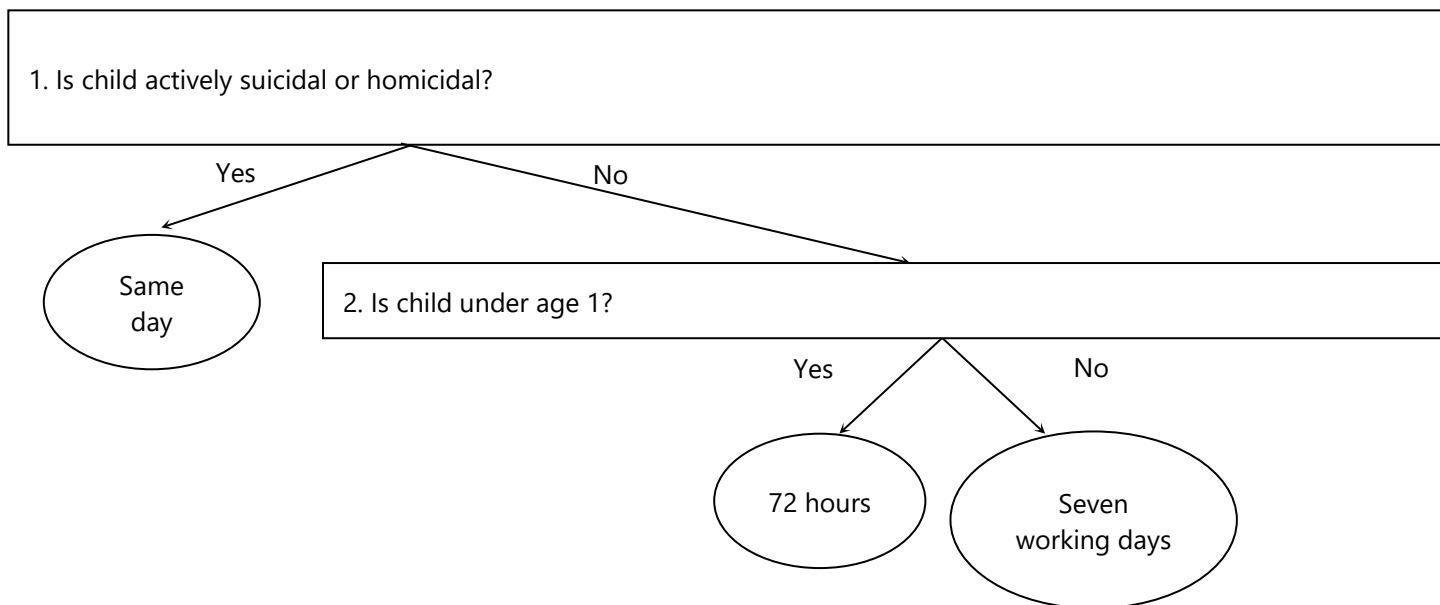 1. Is child actively suicidal or homicidal?
Yes
No
Same
day
2. Is child under age 1?
Yes
No
72 hours
Seven
working days